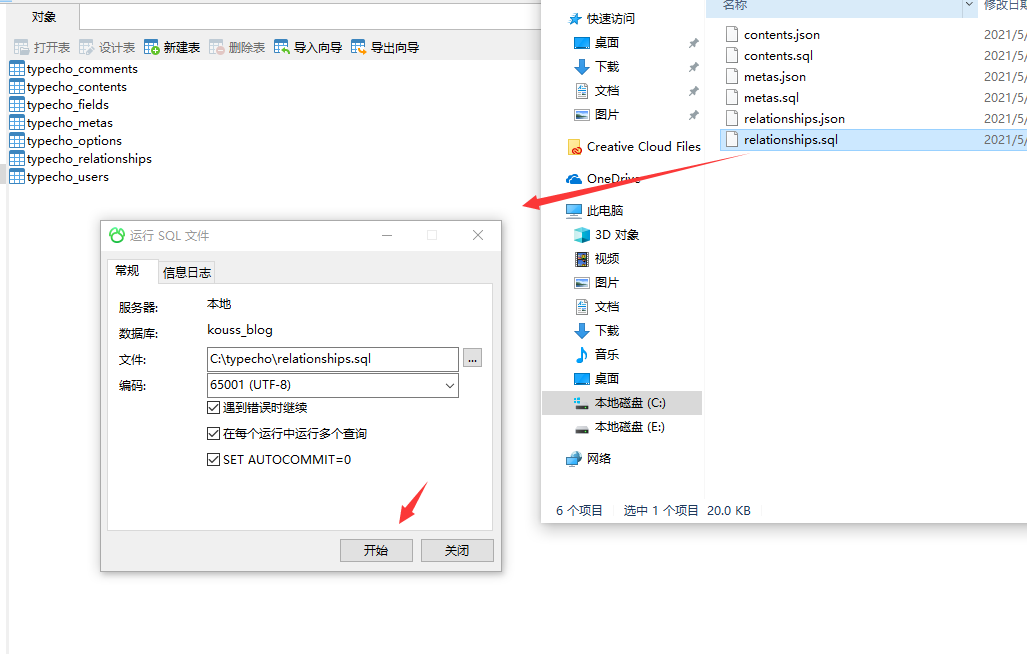 对象
打开表 设计表 新建表 删除表 导入向导 导出向导
typecho_comments
typecho_contents
typecho_fields
typecho_metas
typecho_options
typecho_relationships
typecho_users
运行 SQL 文件
常规 信息日志
服务器: 本地
数据库: kouss_blog
文件: C:\typecho\relationships.sql ...
编码: 65001 (UTF-8)
遇到错误时继续
在每个运行中运行多个查询
SET AUTOCOMMIT=0
开始 关闭
快速访问
桌面
下载
文档
图片
Creative Cloud Files
OneDrive
此电脑
3D 对象
视频
图片
文档
下载
音乐
桌面
本地磁盘 (C:)
本地磁盘 (E:)
网络
名称 修改日期
contents.json 2021/5/
contents.sql 2021/5/
metas.json 2021/5/
metas.sql 2021/5/
relationships.json 2021/5/
relationships.sql 2021/5/
6 个项目 选中 1 个项目 20.0 KB